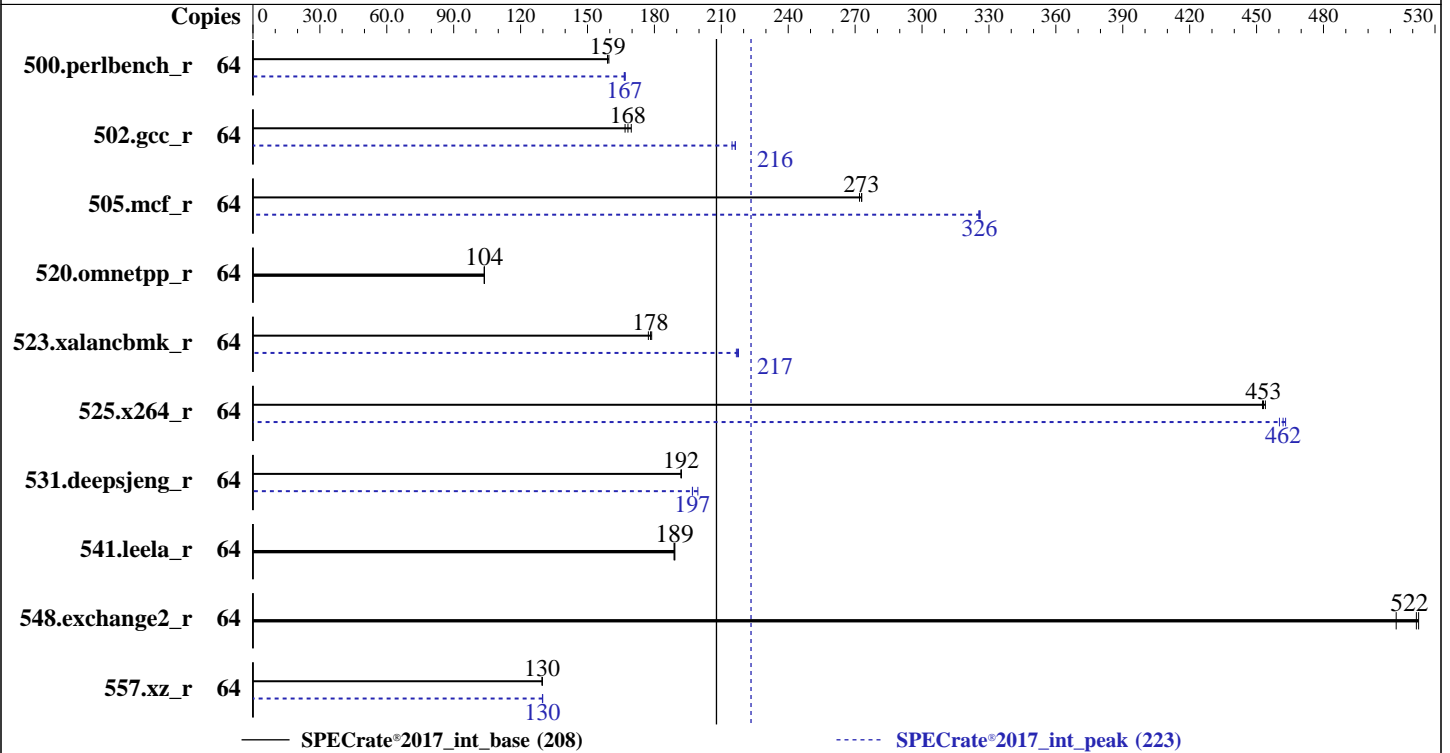 Copies 0 30.0 60.0 90.0 120 150 180 210 240 270 300 330 360 390 420 450 480 530
500.perlbench_r 64 159
167
502.gcc_r 64 168
216
505.mcf_r 64 273
326
520.omnetpp_r 64 104
523.xalancbmk_r 64 178
217
525.x264_r 64 453
462
531.deepsjeng_r 64 192
197
541.leela_r 64 189
548.exchange2_r 64 522
557.xz_r 64 130
130
SPECrate®2017_int_base (208) SPECrate®2017_int_peak (223)